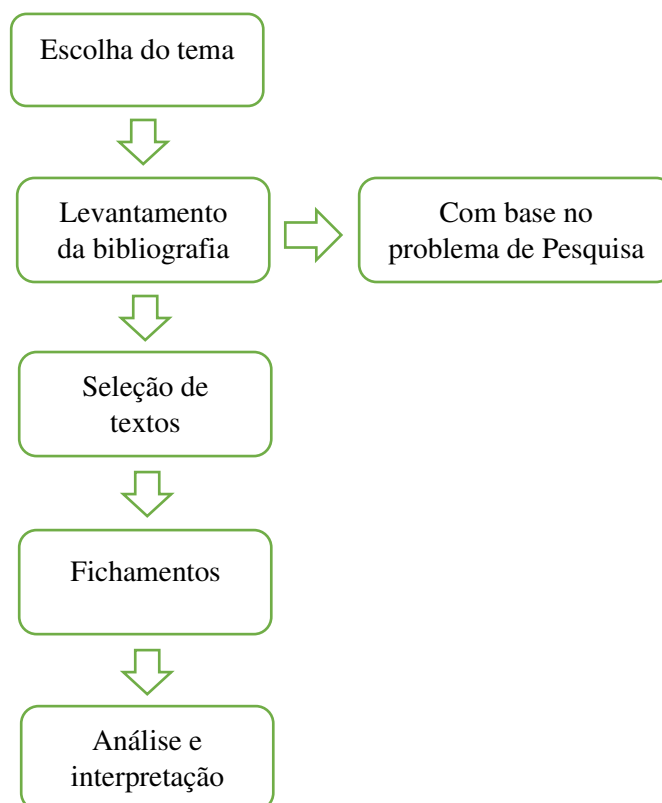 Escolha do tema
Levantamento
da bibliografia
Com base no
problema de Pesquisa
Seleção de
textos
Fichamentos
Análise e
interpretação